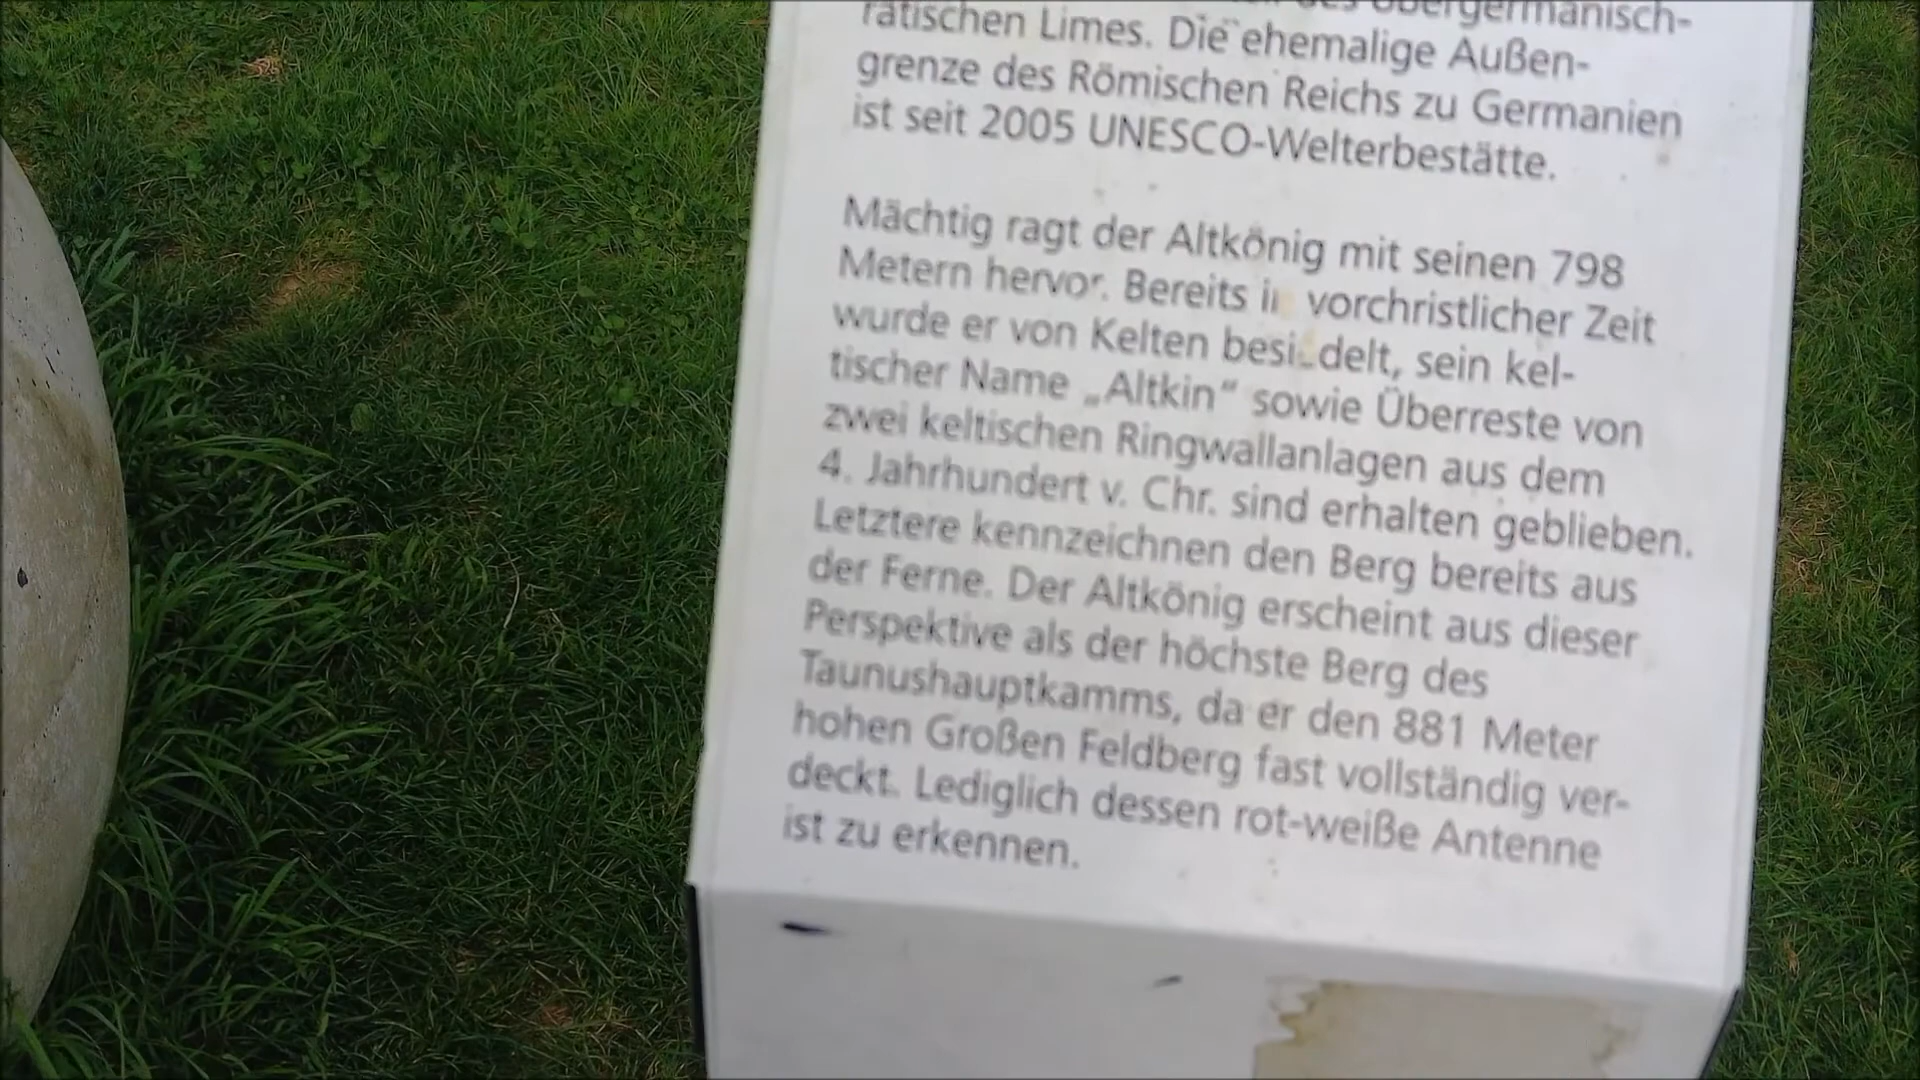 des Obergermanisch-
rätischen Limes. Die ehemalige Außen-
grenze des Römischen Reichs zu Germanien
ist seit 2005 UNESCO-Welterbestätte.
Mächtig ragt der Altkönig mit seinen 798
Metern hervor. Bereits in vorchristlicher Zeit
wurde er von Kelten besiedelt, sein kel-
tischer Name „Altkin“ sowie Überreste von
zwei keltischen Ringwallanlagen aus dem
4. Jahrhundert v. Chr. sind erhalten geblieben.
Letztere kennzeichnen den Berg bereits aus
der Ferne. Der Altkönig erscheint aus dieser
Perspektive als der höchste Berg des
Taunushauptkamms, da er den 881 Meter
hohen Großen Feldberg fast vollständig ver-
deckt. Lediglich dessen rot-weiße Antenne
ist zu erkennen.